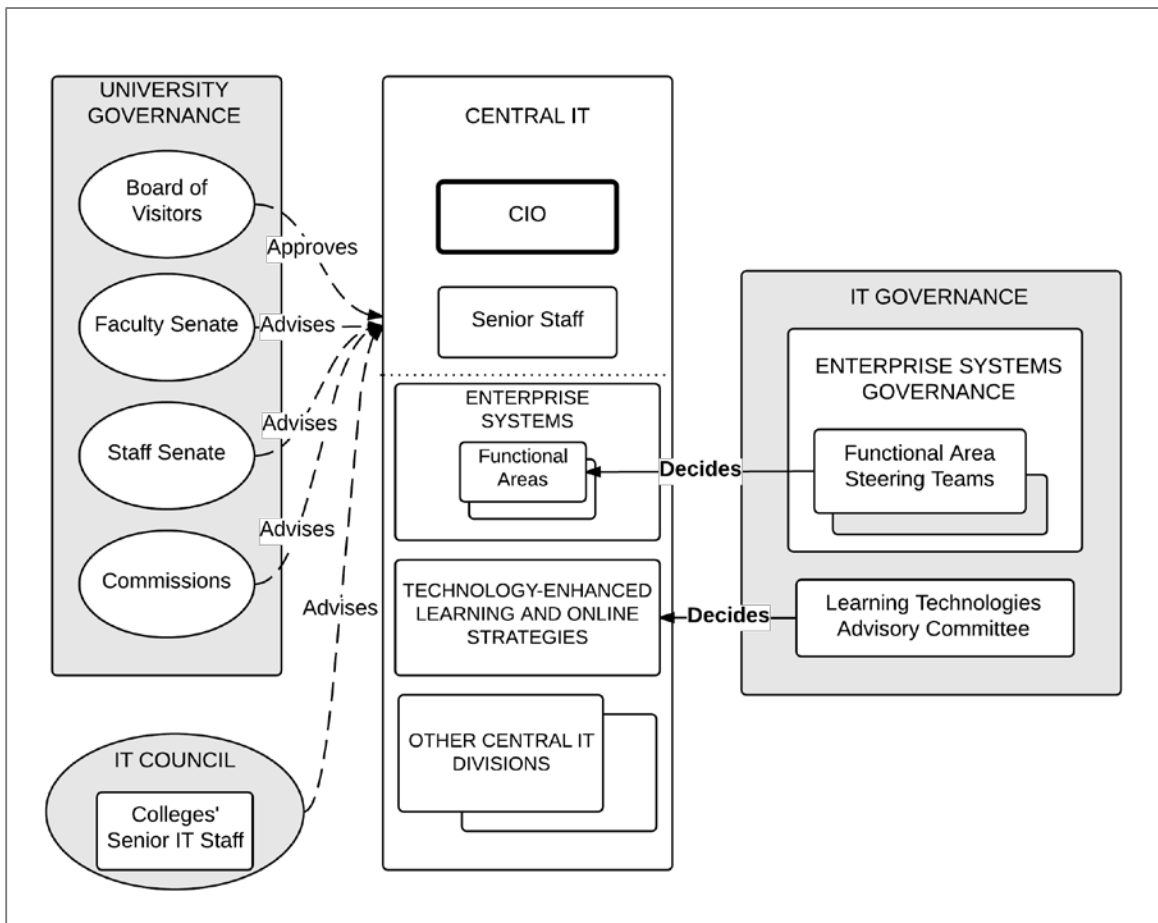 UNIVERSITY
GOVERNANCE
Board of
Visitors
Approves
Faculty Senate
Advises
Staff Senate
Advises
Commissions
Advises
Advises
IT COUNCIL
Colleges'
Senior IT Staff
CENTRAL IT
CIO
Senior Staff
ENTERPRISE
SYSTEMS
Functional
Areas
TECHNOLOGY-ENHANCED
LEARNING AND ONLINE
STRATEGIES
OTHER CENTRAL IT
DIVISIONS
Decides
Decides
IT GOVERNANCE
ENTERPRISE SYSTEMS
GOVERNANCE
Functional Area
Steering Teams
Learning Technologies
Advisory Committee